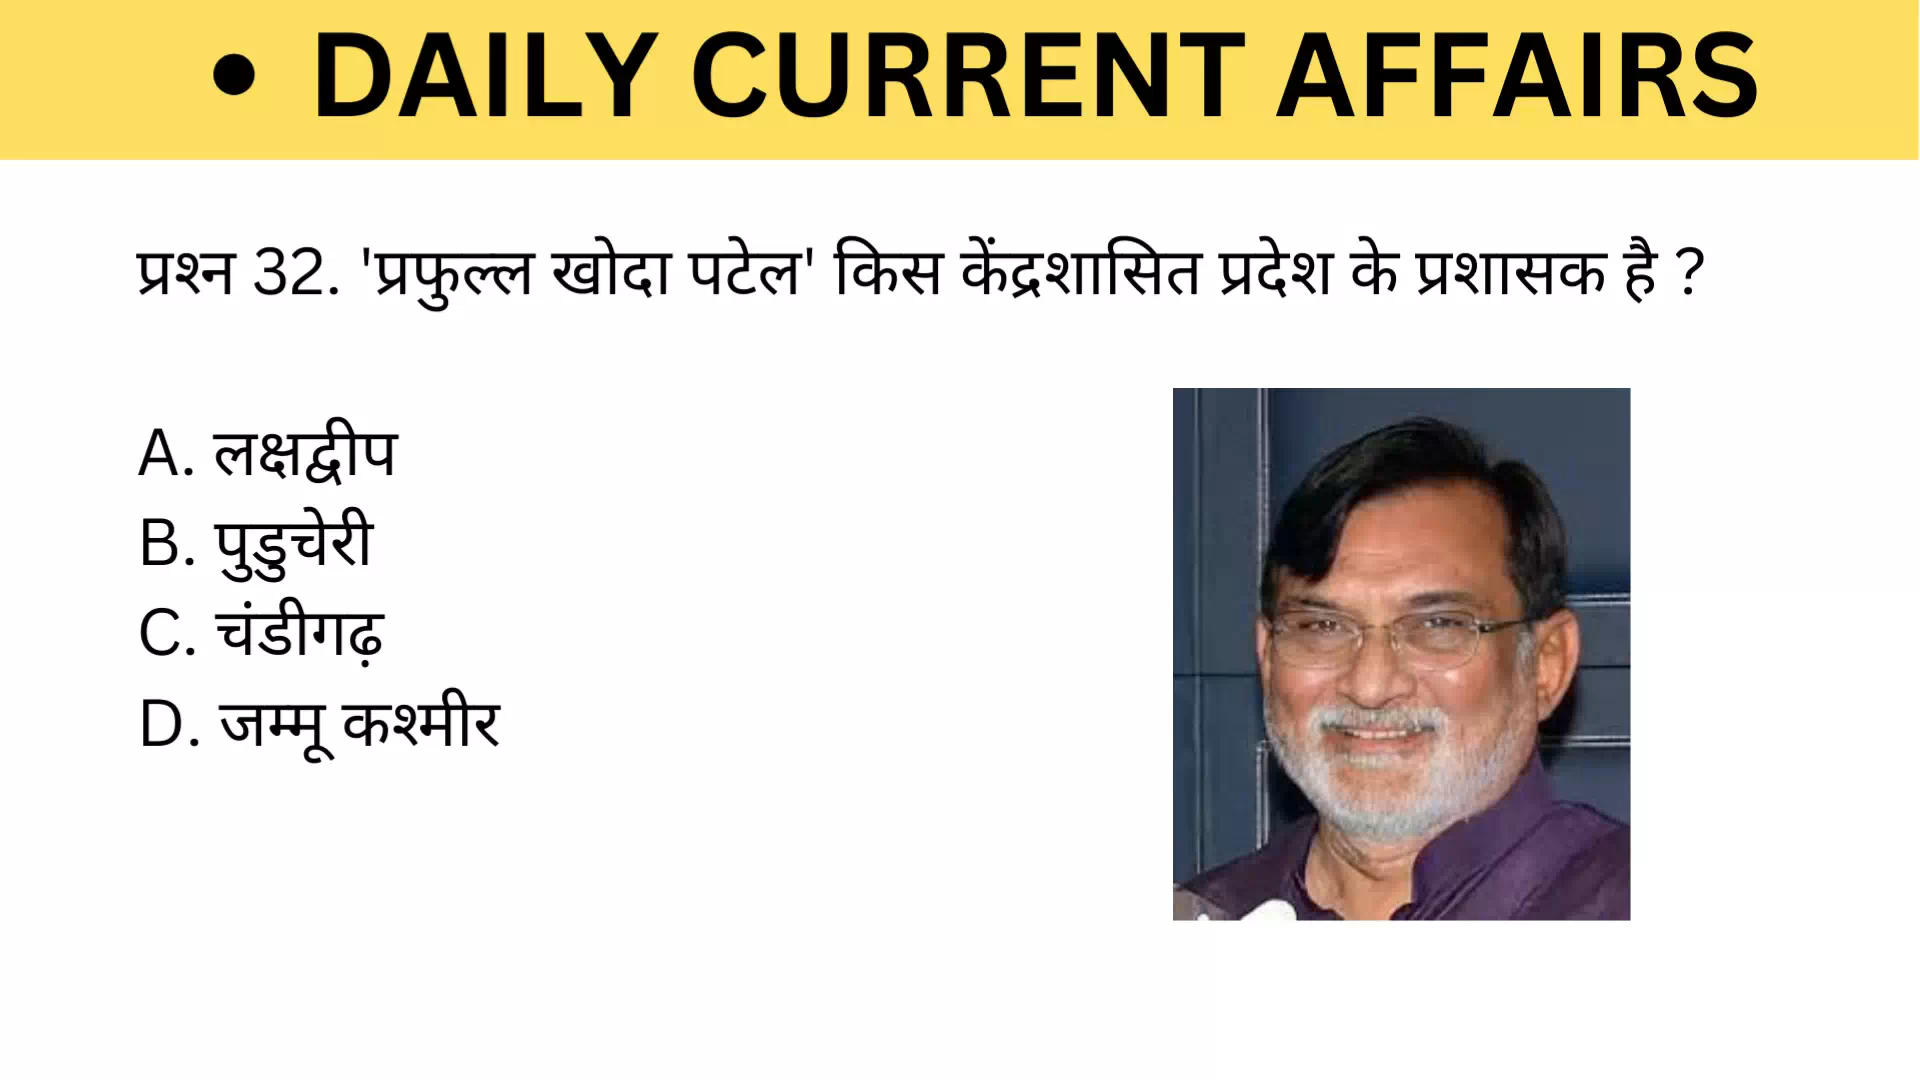 • DAILY CURRENT AFFAIRS
प्रश्न 32. 'प्रफुल्ल खोदा पटेल' किस केंद्रशासित प्रदेश के प्रशासक है ?
A. लक्षद्वीप
B. पुडुचेरी
C. चंडीगढ़
D. जम्मू कश्मीर